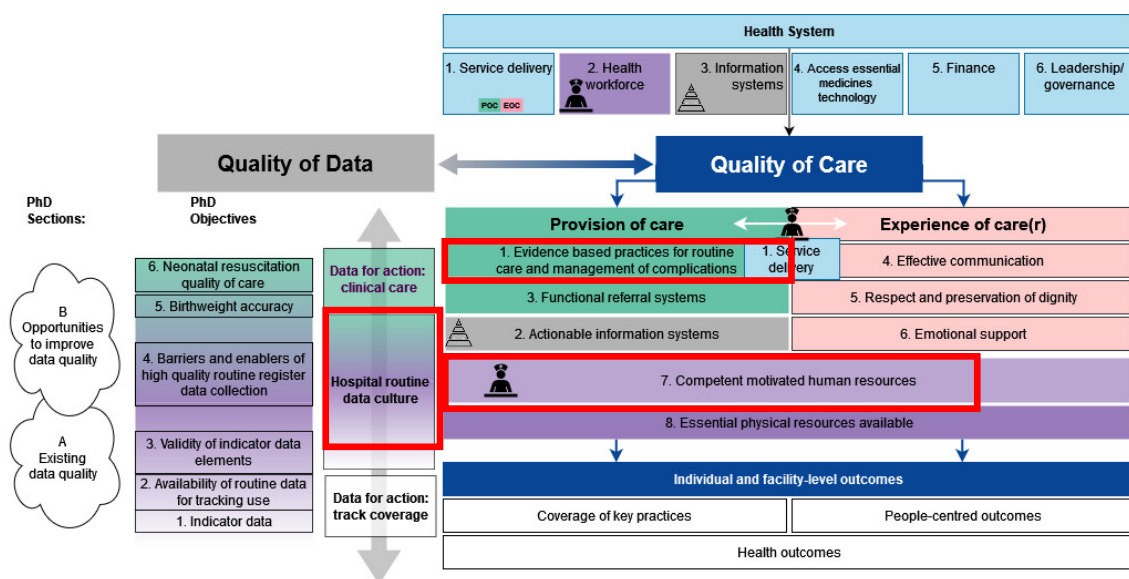 Health System
1. Service delivery
POC EOC
2. Health
workforce
3. Information
systems
4. Access essential
medicines
technology
5. Finance
6. Leadership/
governance
Quality of Data
Quality of Care
PhD
Sections:
PhD
Objectives
Provision of care
Experience of care(r)
B
Opportunities
to improve
data quality
A
Existing
data quality
6. Neonatal resuscitation
quality of care
5. Birthweight accuracy
4. Barriers and enablers of
high quality routine register
data collection
3. Validity of indicator data
elements
2. Availability of routine data
for tracking use
1. Indicator data
Data for action:
clinical care
Hospital routine
data culture
Data for action:
track coverage
1. Evidence based practices for routine
care and management of complications
1. Service
delivery
4. Effective communication
3. Functional referral systems
5. Respect and preservation of dignity
2. Actionable information systems
6. Emotional support
7. Competent motivated human resources
8. Essential physical resources available
Individual and facility-level outcomes
Coverage of key practices
People-centred outcomes
Health outcomes